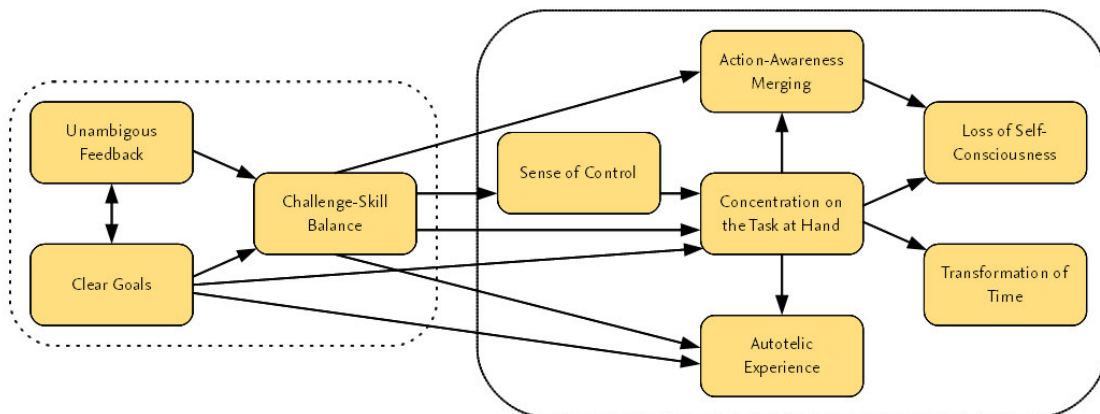 Unambigous
Feedback
Clear Goals
Challenge-Skill
Balance
Sense of Control
Action-Awareness
Merging
Concentration on
the Task at Hand
Autotelic
Experience
Loss of Self-
Consciousness
Transformation of
Time